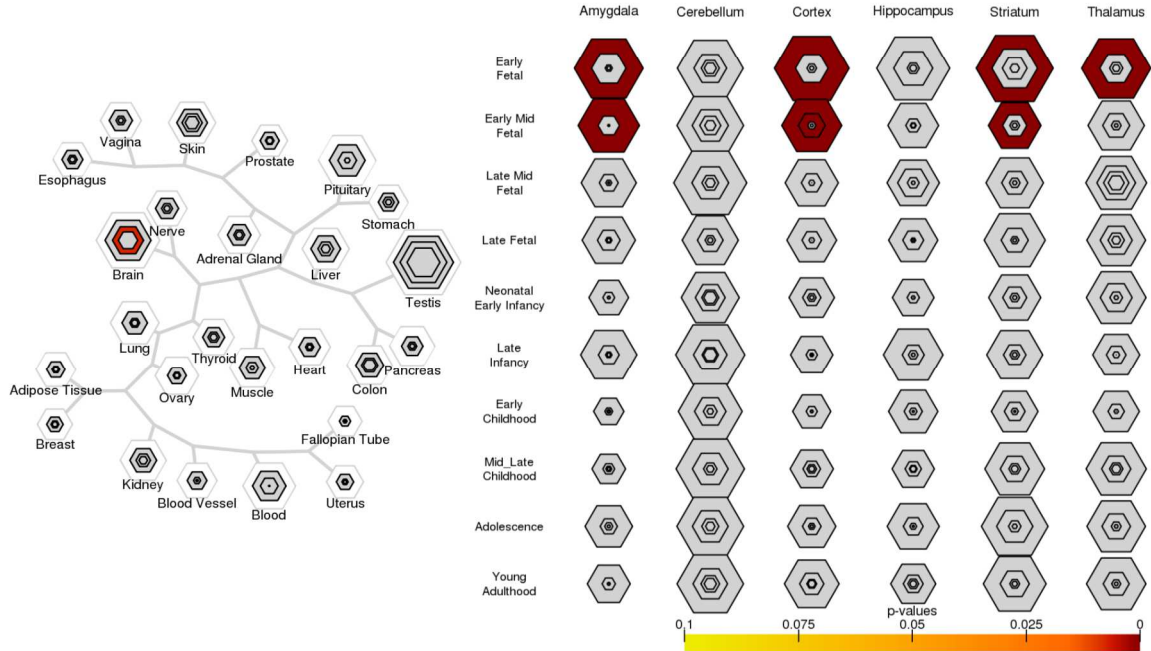 Amygdala Cerebellum Cortex Hippocampus Striatum Thalamus
Early
Fetal
Early Mid
Fetal
Late Mid
Fetal
Late Fetal
Neonatal
Early Infancy
Late
Infancy
Early
Childhood
Mid_Late
Childhood
Adolescence
Young
Adulthood
Vagina
Skin
Prostate
Esophagus
Pituitary
Nerve
Stomach
Adrenal Gland
Brain
Liver
Testis
Lung
Thyroid
Heart
Pancreas
Adipose Tissue
Ovary
Muscle
Colon
Breast
Fallopian Tube
Kidney
Blood Vessel
Blood
Uterus
p-values
0.1 0.075 0.05 0.025 0